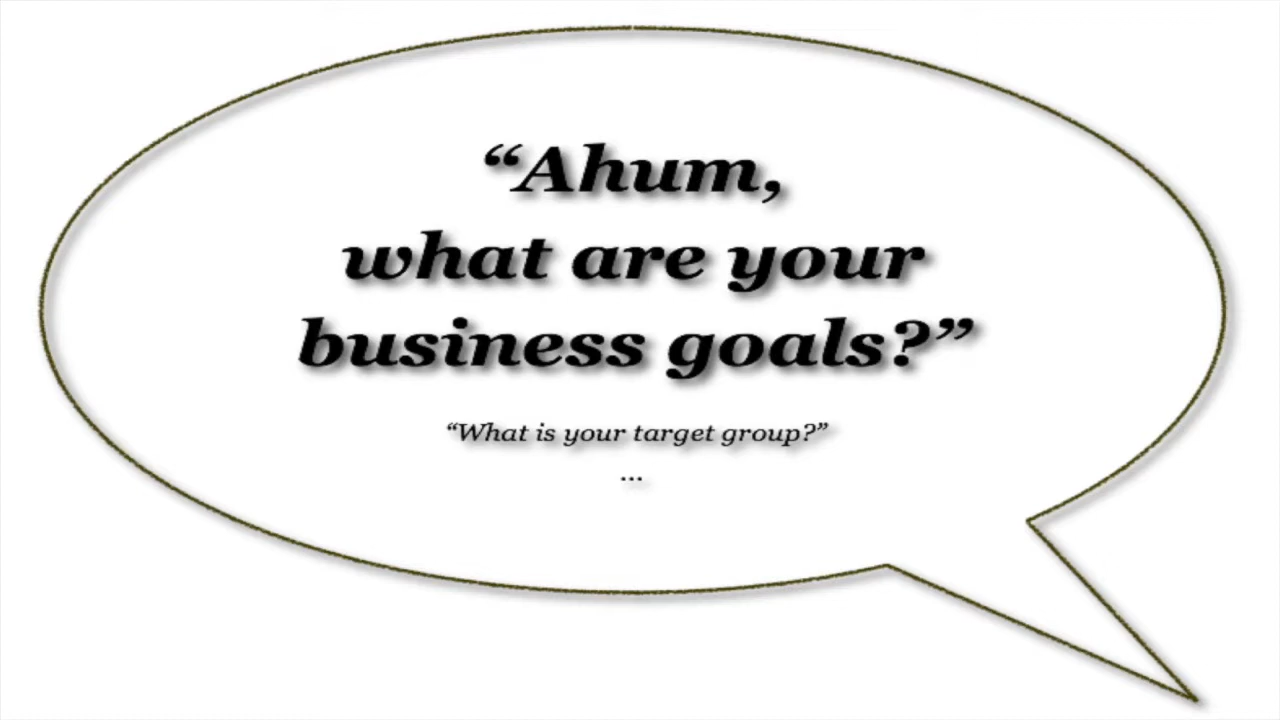 “Ahum,
what are your
business goals?”
“What is your target group?”
...